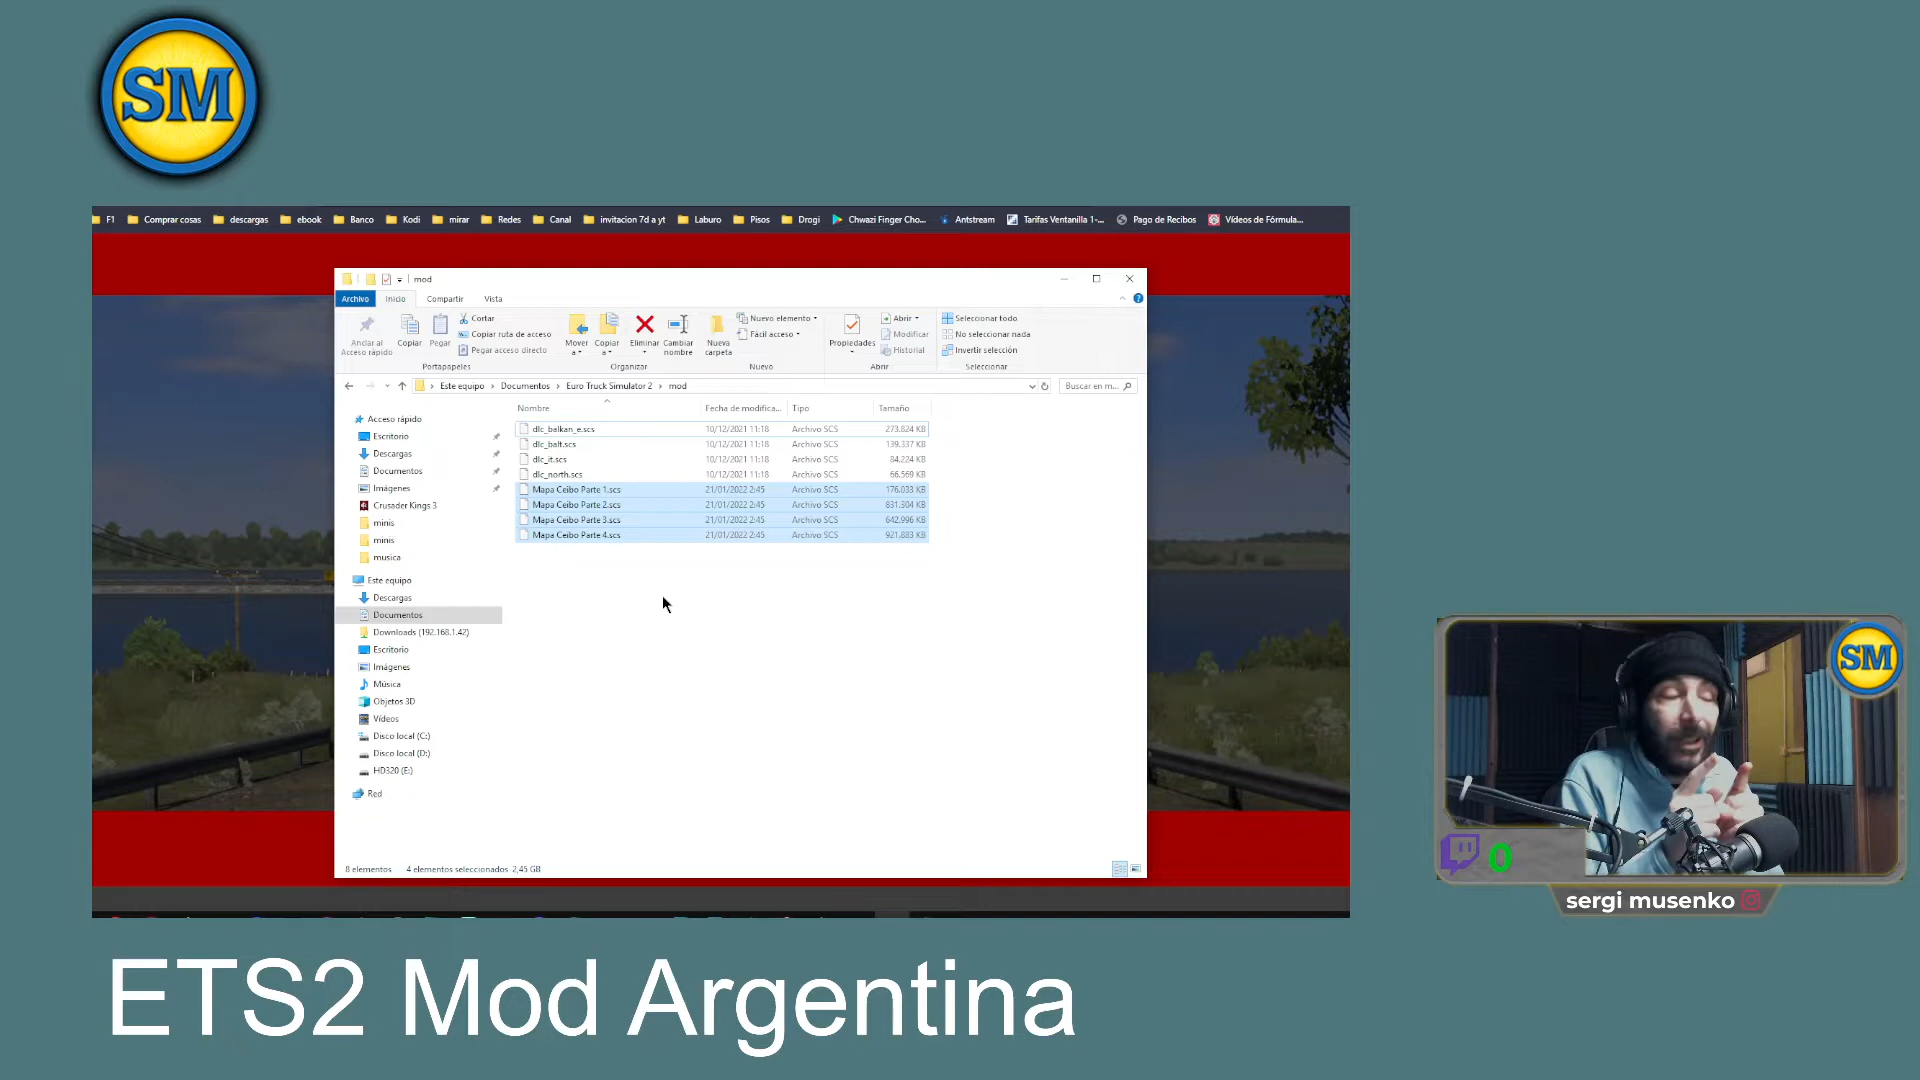 SM
F1 Comprar cosas descargas ebook Banco Kodi mirar Redes Canal invitacion 7d a yt Laburo Pisos Drogi Chwazi Finger Cho... Antstream Tarifas Ventanilla 1-... Pago de Recibos Vídeos de Fórmula...
mod
Archivo Inicio Compartir Vista
Anclar al Acceso rápido
Copiar
Pegar
Cortar
Copiar ruta de acceso
Pegar acceso directo
Portapapeles
Mover a
Copiar a
Eliminar
Cambiar nombre
Organizar
Nueva carpeta
Nuevo elemento
Fácil acceso
Nuevo
Propiedades
Abrir
Modificar
Historial
Abrir
Seleccionar todo
No seleccionar nada
Invertir selección
Seleccionar
Este equipo > Documentos > Euro Truck Simulator 2 > mod
Buscar en m...
Nombre Fecha de modifica... Tipo Tamaño
dlc_balkan_e.scs 10/12/2021 11:18 Archivo SCS 273.824 KB
dlc_balt.scs 10/12/2021 11:18 Archivo SCS 139.337 KB
dlc_it.scs 10/12/2021 11:18 Archivo SCS 84.224 KB
dlc_north.scs 10/12/2021 11:18 Archivo SCS 66.569 KB
Mapa Ceibo Parte 1.scs 21/01/2022 2:45 Archivo SCS 176.033 KB
Mapa Ceibo Parte 2.scs 21/01/2022 2:45 Archivo SCS 831.304 KB
Mapa Ceibo Parte 3.scs 21/01/2022 2:45 Archivo SCS 642.996 KB
Mapa Ceibo Parte 4.scs 21/01/2022 2:45 Archivo SCS 921.883 KB
Acceso rápido
Escritorio
Descargas
Documentos
Imágenes
Crusader Kings 3
minis
minis
musica
Este equipo
Descargas
Documentos
Downloads (192.168.1.42)
Escritorio
Imágenes
Música
Objetos 3D
Vídeos
Disco local (C:)
Disco local (D:)
HD320 (E:)
Red
8 elementos 4 elementos seleccionados 2,45 GB
SM
0
sergi musenko
ETS2 Mod Argentina